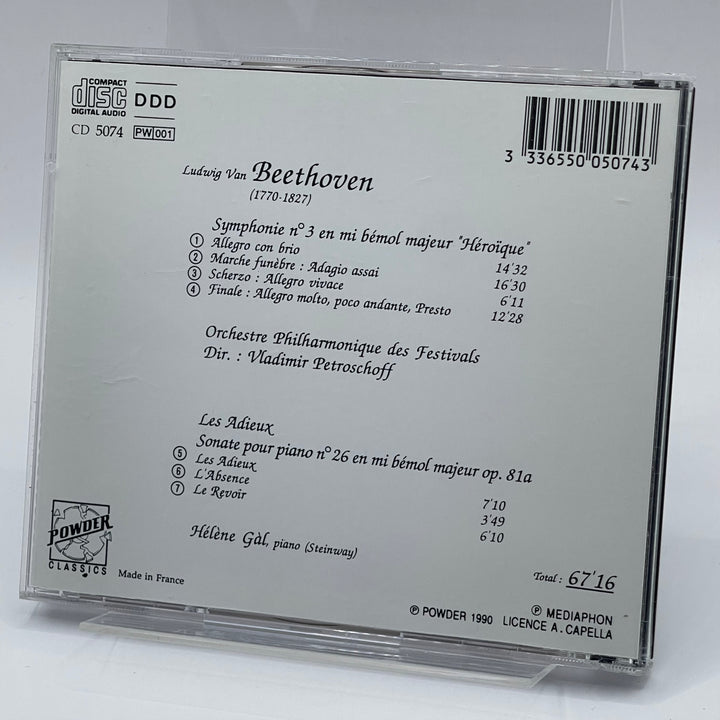 COMPACT
disc
DIGITAL AUDIO
DDD
CD 5074 PW 001
3 336550 050743
Ludwig Van Beethoven
(1770-1827)
Symphonie n° 3 en mi bémol majeur "Héroïque"
1 Allegro con brio 14'32
2 Marche funèbre : Adagio assai 16'30
3 Scherzo : Allegro vivace 6'11
4 Finale : Allegro molto, poco andante, Presto 12'28
Orchestre Philharmonique des Festivals
Dir. : Vladimir Petroschoff
Les Adieux
Sonate pour piano n° 26 en mi bémol majeur op. 81a
5 Les Adieux 7'10
6 L'Absence 3'49
7 Le Revoir 6'10
Hélène Gàl, piano (Steinway)
POWDER
CLASSICS
Made in France
Total : 67'16
℗ POWDER 1990
℗ MEDIAPHON
LICENCE A. CAPELLA